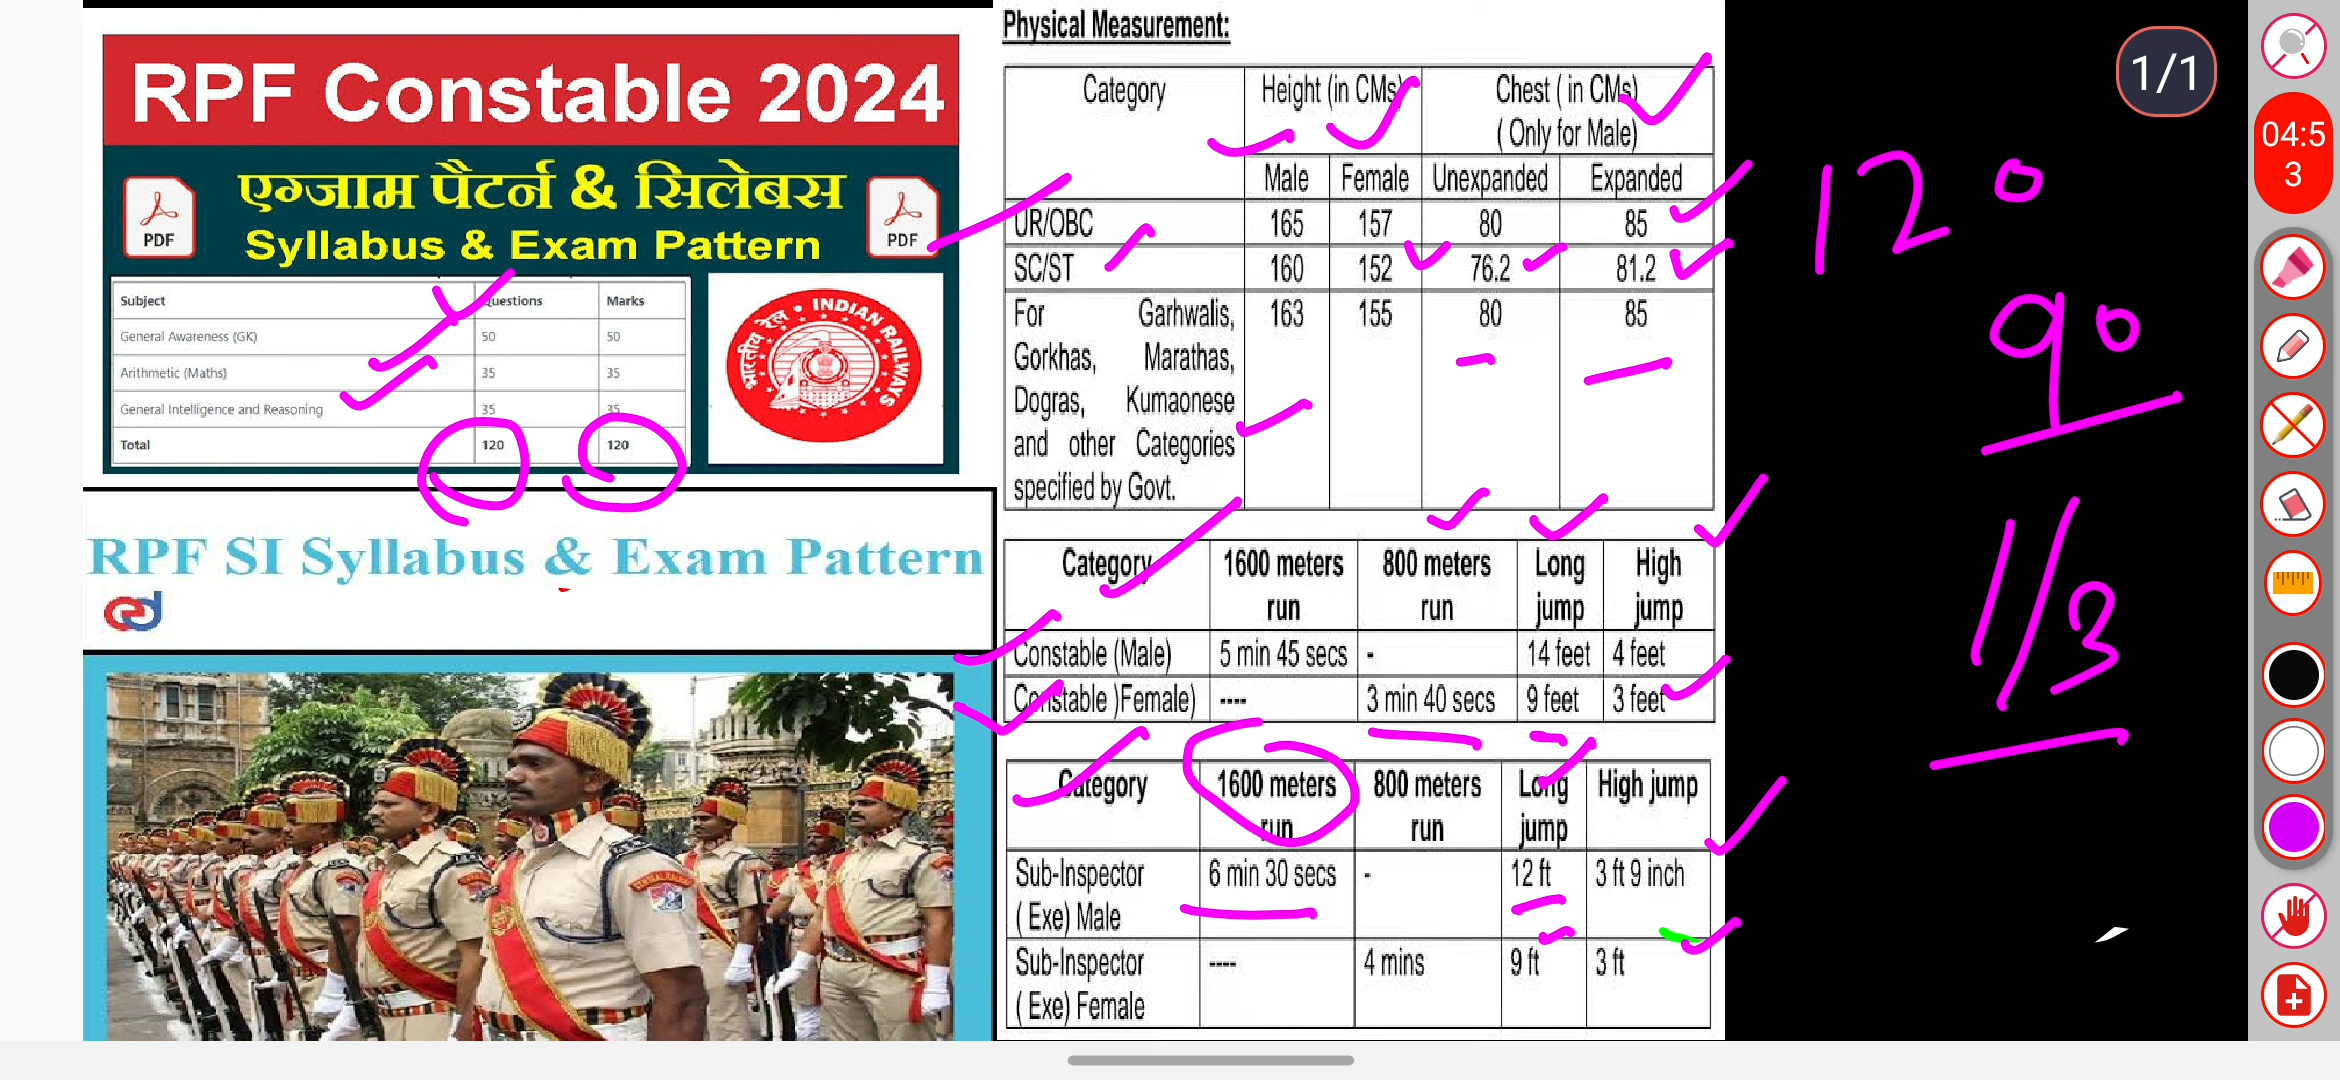 RPF Constable 2024
एग्जाम पैटर्न & सिलेबस
Syllabus & Exam Pattern
PDF
PDF
Subject Questions Marks
General Awareness (GK) 50 50
Arithmetic (Maths) 35 35
General Intelligence and Reasoning 35 35
Total 120 120
भारतीय रेल • INDIAN RAILWAYS
RPF SI Syllabus & Exam Pattern
Physical Measurement:
Category Height (in CMs) Chest ( in CMs)
( Only for Male)
Male Female Unexpanded Expanded
UR/OBC 165 157 80 85
SC/ST 160 152 76.2 81.2
For Garhwalis, 163 155 80 85
Gorkhas, Marathas,
Dogras, Kumaonese
and other Categories
specified by Govt.
Category 1600 meters 800 meters Long High
run run jump jump
Constable (Male) 5 min 45 secs - 14 feet 4 feet
Constable )Female) ---- 3 min 40 secs 9 feet 3 feet
Category 1600 meters 800 meters Long High jump
run run jump
Sub-Inspector 6 min 30 secs - 12 ft 3 ft 9 inch
( Exe) Male
Sub-Inspector ---- 4 mins 9 ft 3 ft
( Exe) Female
120
90
1/3
1/1
04:5
3